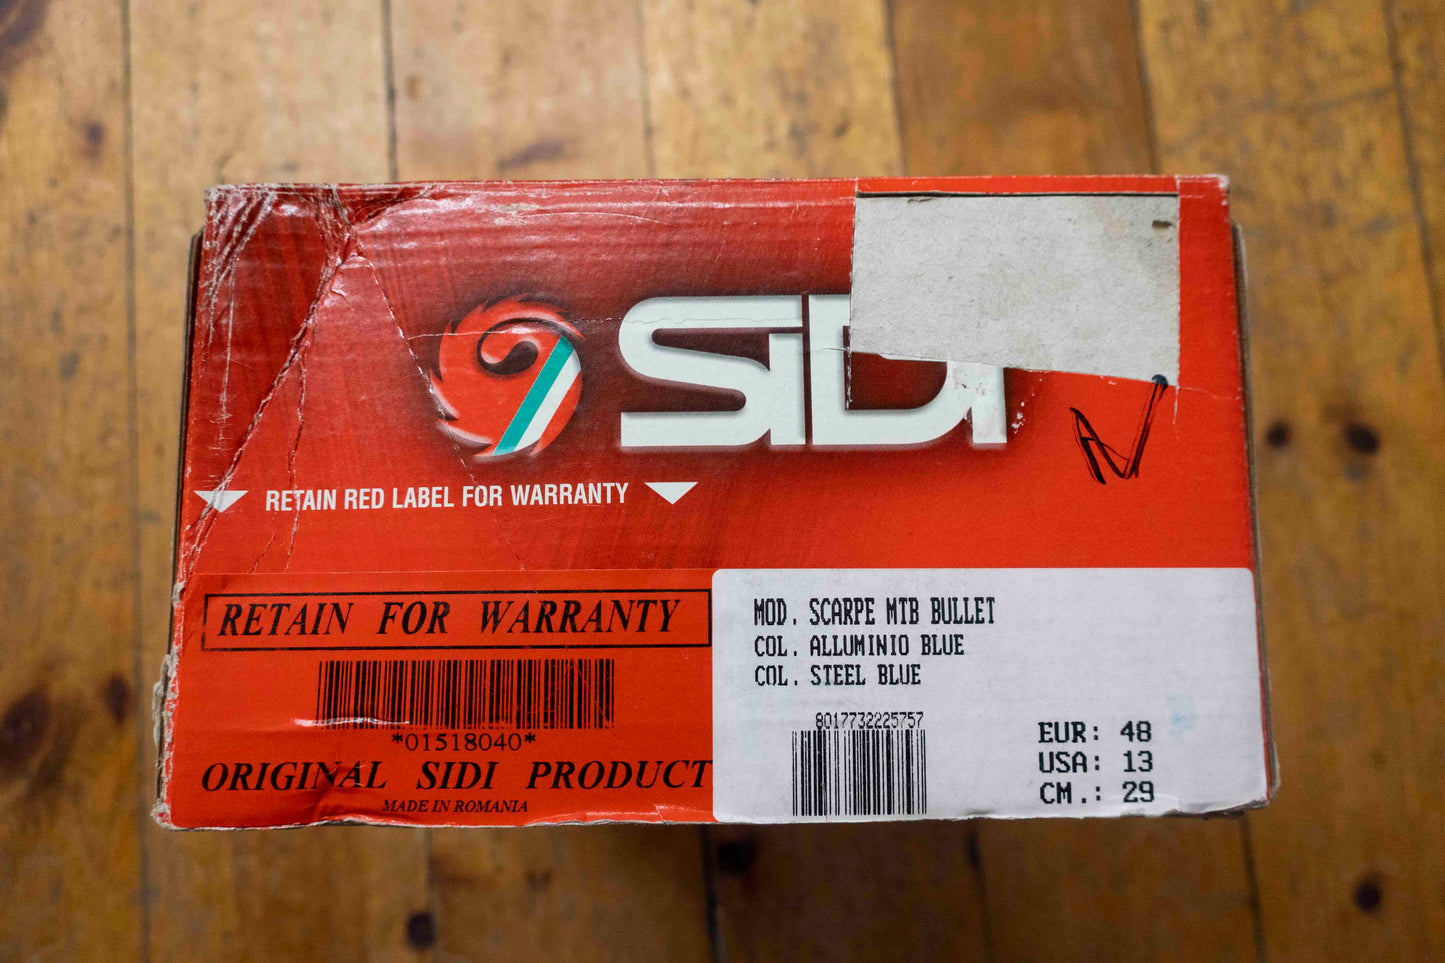 SIDI
RETAIN RED LABEL FOR WARRANTY
RETAIN FOR WARRANTY
*01518040*
ORIGINAL SIDI PRODUCT
MADE IN ROMANIA
MOD. SCARPE MTB BULLET
COL. ALLUMINIO BLUE
COL. STEEL BLUE
8017732225757
EUR: 48
USA: 13
CM.: 29